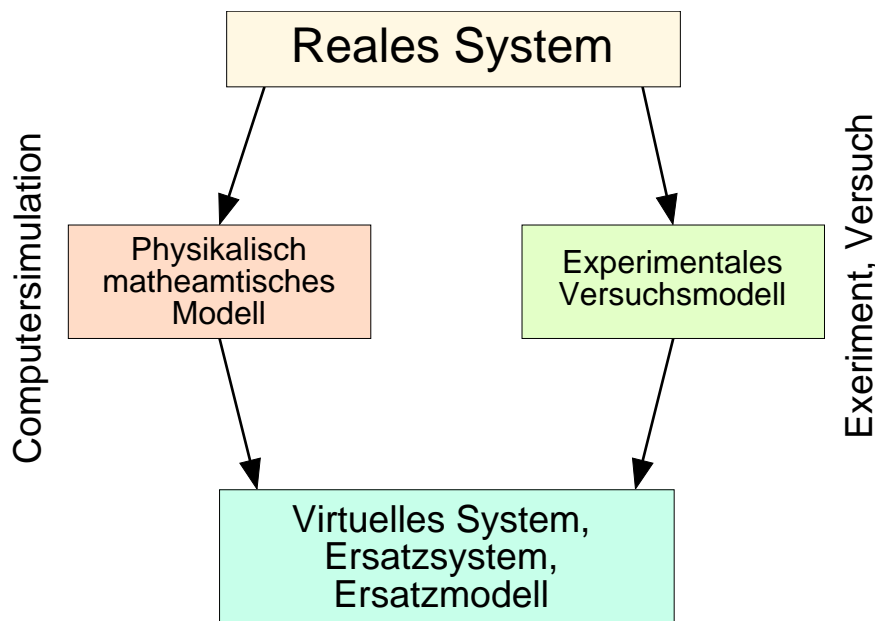 Reales System
Computersimulation
Exeriment, Versuch
Physikalisch
matheamtisches
Modell
Experimentales
Versuchsmodell
Virtuelles System,
Ersatzsystem,
Ersatzmodell